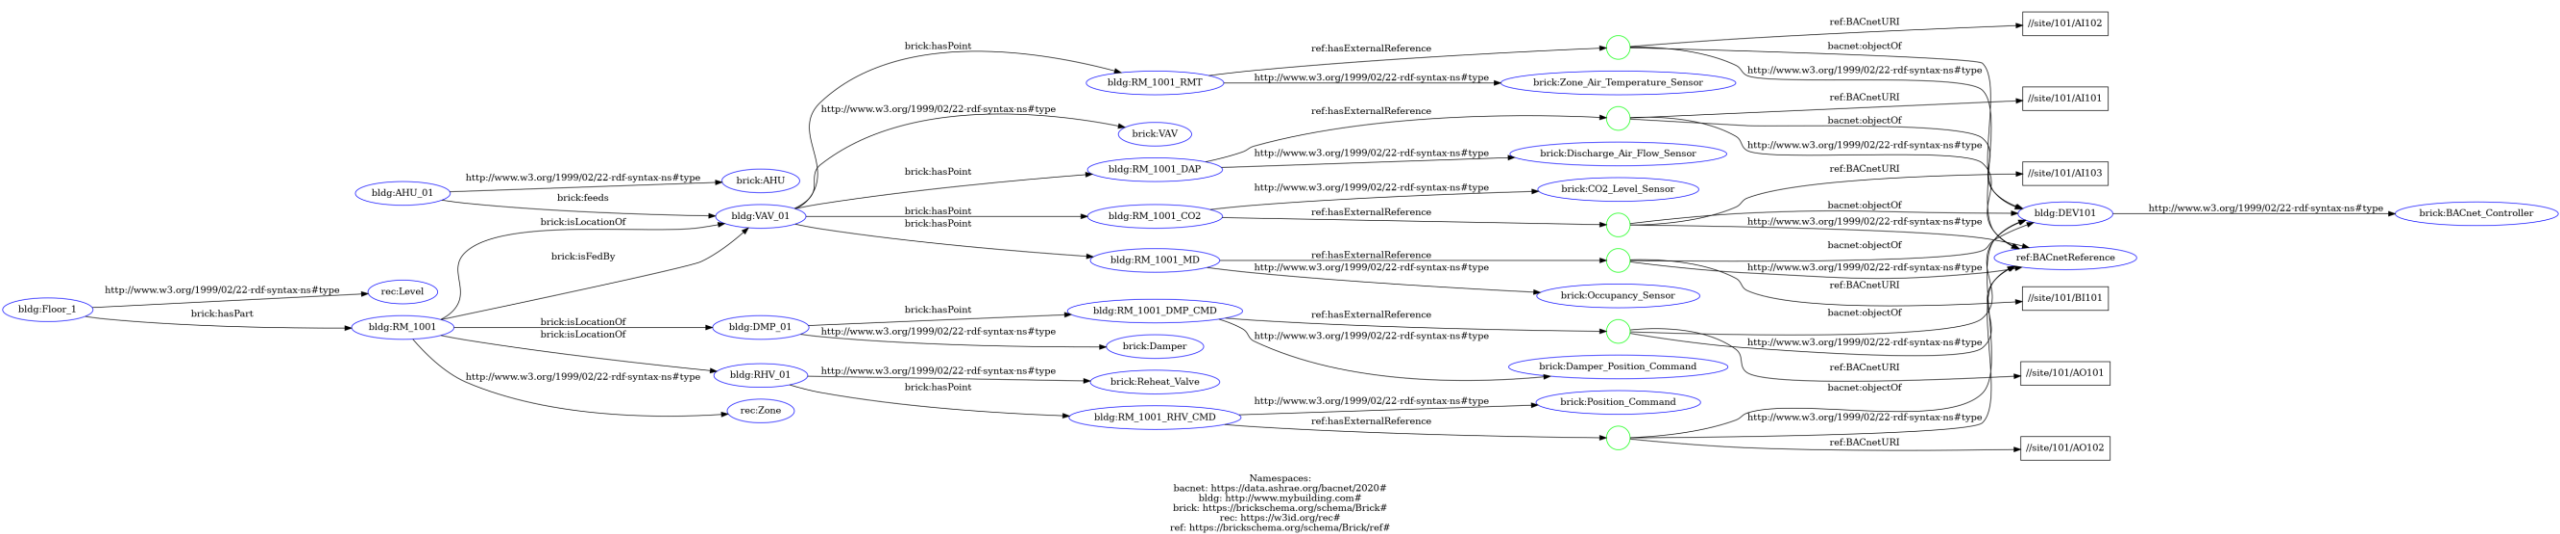 ref:BACnetURI
//site/101/AI102
brick:hasPoint
ref:hasExternalReference
bacnet:objectOf
http://www.w3.org/1999/02/22-rdf-syntax-ns#type
bldg:RM_1001_RMT
http://www.w3.org/1999/02/22-rdf-syntax-ns#type
brick:Zone_Air_Temperature_Sensor
ref:BACnetURI
//site/101/AI101
http://www.w3.org/1999/02/22-rdf-syntax-ns#type
ref:hasExternalReference
bacnet:objectOf
brick:VAV
http://www.w3.org/1999/02/22-rdf-syntax-ns#type
http://www.w3.org/1999/02/22-rdf-syntax-ns#type
brick:Discharge_Air_Flow_Sensor
brick:hasPoint
bldg:RM_1001_DAP
ref:BACnetURI
//site/101/AI103
http://www.w3.org/1999/02/22-rdf-syntax-ns#type
brick:AHU
bldg:AHU_01
http://www.w3.org/1999/02/22-rdf-syntax-ns#type
brick:CO2_Level_Sensor
brick:feeds
bacnet:objectOf
bldg:VAV_01
brick:hasPoint
bldg:RM_1001_CO2
ref:hasExternalReference
bldg:DEV101
http://www.w3.org/1999/02/22-rdf-syntax-ns#type
brick:BACnet_Controller
brick:isLocationOf
brick:hasPoint
http://www.w3.org/1999/02/22-rdf-syntax-ns#type
bacnet:objectOf
brick:isFedBy
bldg:RM_1001_MD
ref:hasExternalReference
ref:BACnetReference
http://www.w3.org/1999/02/22-rdf-syntax-ns#type
http://www.w3.org/1999/02/22-rdf-syntax-ns#type
ref:BACnetURI
http://www.w3.org/1999/02/22-rdf-syntax-ns#type
rec:Level
brick:Occupancy_Sensor
//site/101/BI101
bldg:Floor_1
brick:hasPart
brick:hasPoint
bldg:RM_1001_DMP_CMD
ref:hasExternalReference
bacnet:objectOf
bldg:RM_1001
brick:isLocationOf
bldg:DMP_01
http://www.w3.org/1999/02/22-rdf-syntax-ns#type
brick:isLocationOf
http://www.w3.org/1999/02/22-rdf-syntax-ns#type
brick:Damper
http://www.w3.org/1999/02/22-rdf-syntax-ns#type
brick:Damper_Position_Command
ref:BACnetURI
//site/101/AO101
http://www.w3.org/1999/02/22-rdf-syntax-ns#type
bldg:RHV_01
http://www.w3.org/1999/02/22-rdf-syntax-ns#type
brick:Reheat_Valve
brick:hasPoint
bacnet:objectOf
rec:Zone
bldg:RM_1001_RHV_CMD
http://www.w3.org/1999/02/22-rdf-syntax-ns#type
brick:Position_Command
ref:hasExternalReference
http://www.w3.org/1999/02/22-rdf-syntax-ns#type
ref:BACnetURI
//site/101/AO102
Namespaces:
bacnet: https://data.ashrae.org/bacnet/2020#
bldg: http://www.mybuilding.com#
brick: https://brickschema.org/schema/Brick#
rec: https://w3id.org/rec#
ref: https://brickschema.org/schema/Brick/ref#